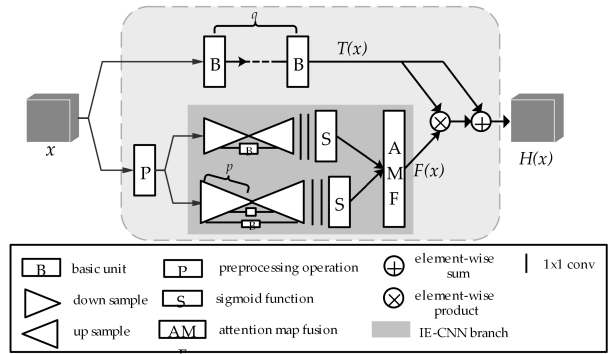 q
B B T(x)
x
B S A
P p M F(x) H(x)
F
S
B
B basic unit P preprocessing operation element-wise sum 1x1 conv
down sample S sigmoid function element-wise product
up sample AM attention map fusion IE-CNN branch